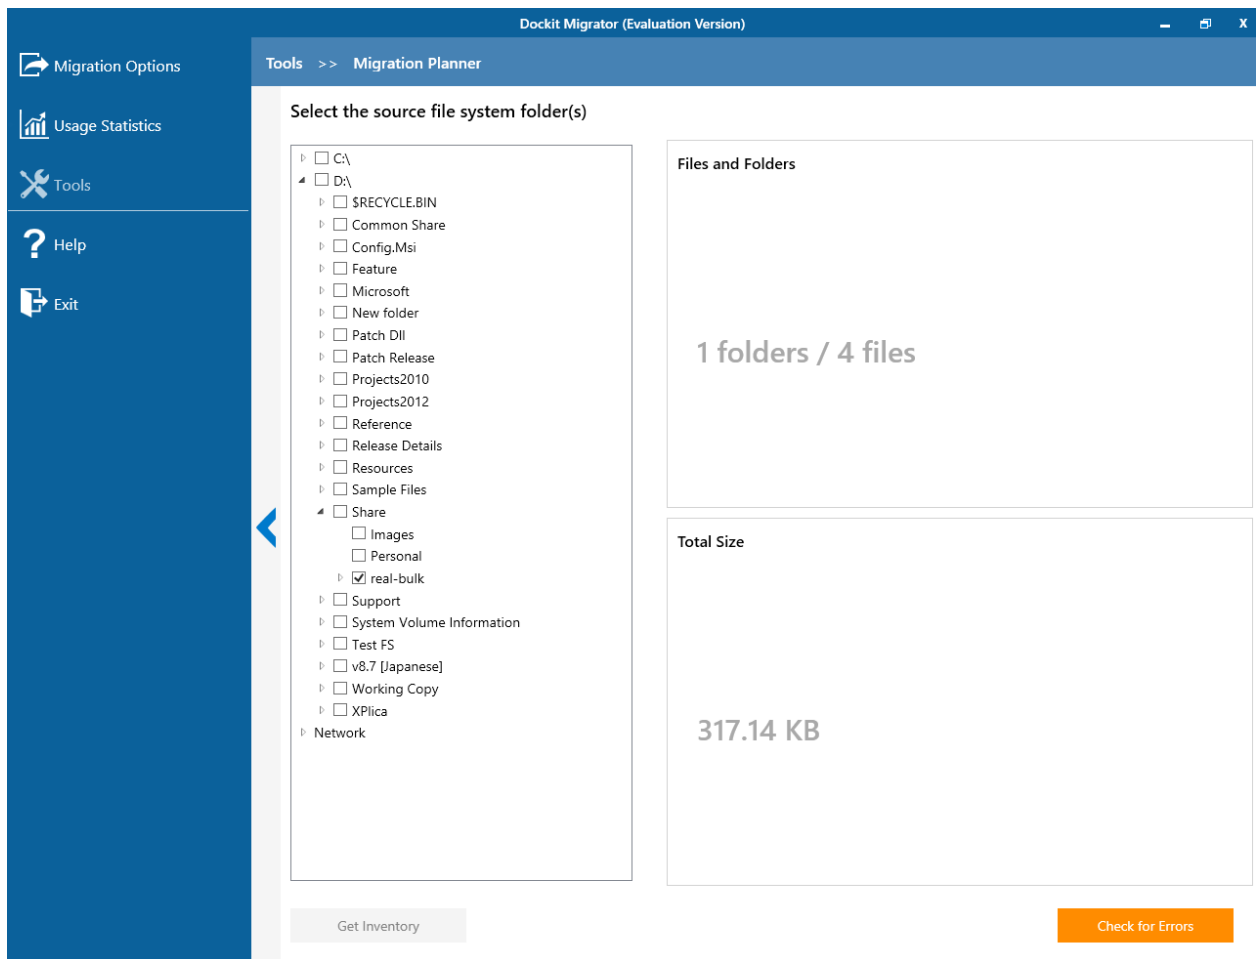 Dockit Migrator (Evaluation Version)
Migration Options
Usage Statistics
Tools
Help
Exit
Tools >> Migration Planner
Select the source file system folder(s)
C:\
D:\
$RECYCLE.BIN
Common Share
Config.Msi
Feature
Microsoft
New folder
Patch Dll
Patch Release
Projects2010
Projects2012
Reference
Release Details
Resources
Sample Files
Share
Images
Personal
real-bulk
Support
System Volume Information
Test FS
v8.7 [Japanese]
Working Copy
XPlica
Network
Files and Folders
1 folders / 4 files
Total Size
317.14 KB
Get Inventory
Check for Errors